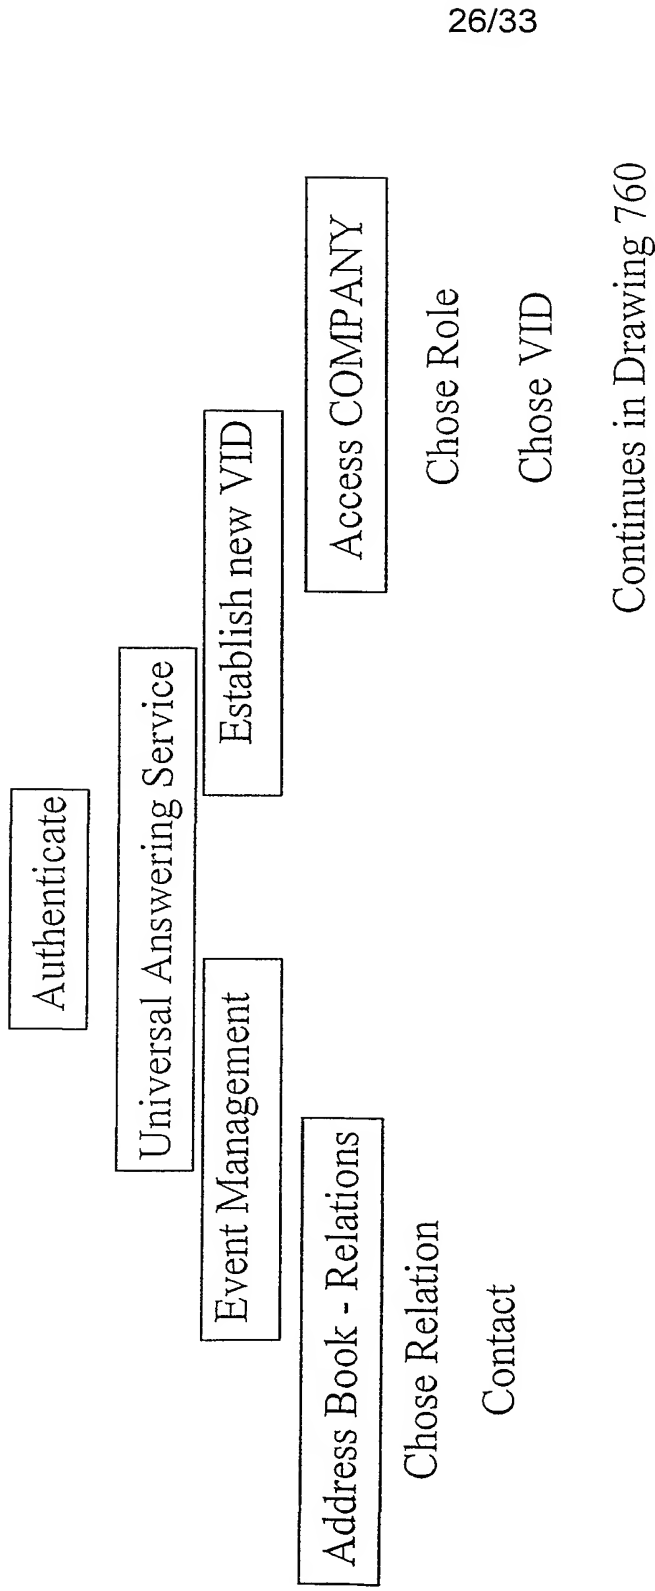 26/33
Authenticate
Universal Answering Service
Event Management
Establish new VID
Address Book - Relations
Access COMPANY
Chose Relation
Chose Role
Contact
Chose VID
Continues in Drawing 760